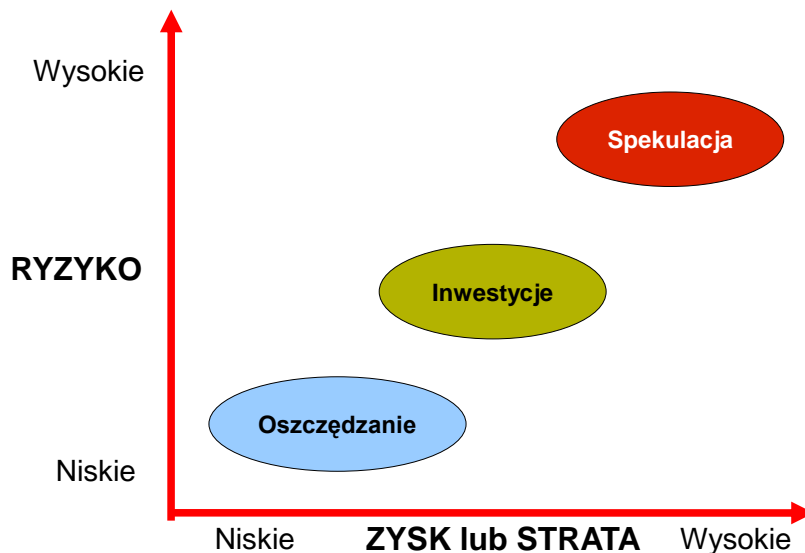 Wysokie
Spekulacja
RYZYKO
Inwestycje
Oszczędzanie
Niskie
Niskie ZYSK lub STRATA Wysokie